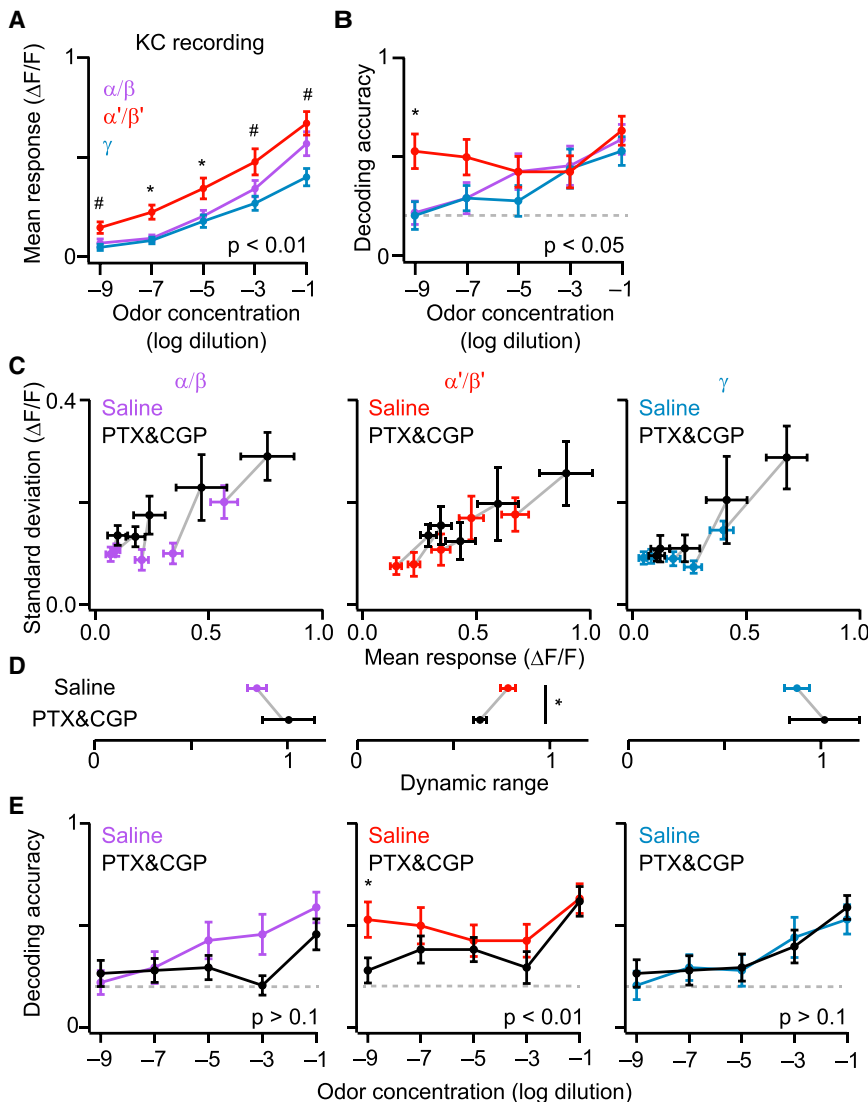 A
KC recording
Mean response (ΔF/F)
1
0
α/β
α'/β'
γ
#
*
*
#
#
p < 0.01
–9
–7
–5
–3
–1
Odor concentration
(log dilution)
B
Decoding accuracy
1
0
*
p < 0.05
–9
–7
–5
–3
–1
Odor concentration
(log dilution)
C
Standard deviation (ΔF/F)
0.4
0.0
α/β
Saline
PTX&CGP
α'/β'
Saline
PTX&CGP
γ
Saline
PTX&CGP
0.0
0.5
1.0
0.0
0.5
1.0
0.0
0.5
1.0
Mean response (ΔF/F)
D
Saline
PTX&CGP
*
0
1
0
1
0
1
Dynamic range
E
Decoding accuracy
1
0
Saline
PTX&CGP
p > 0.1
Saline
PTX&CGP
*
p < 0.01
Saline
PTX&CGP
p > 0.1
–9
–7
–5
–3
–1
–9
–7
–5
–3
–1
–9
–7
–5
–3
–1
Odor concentration (log dilution)